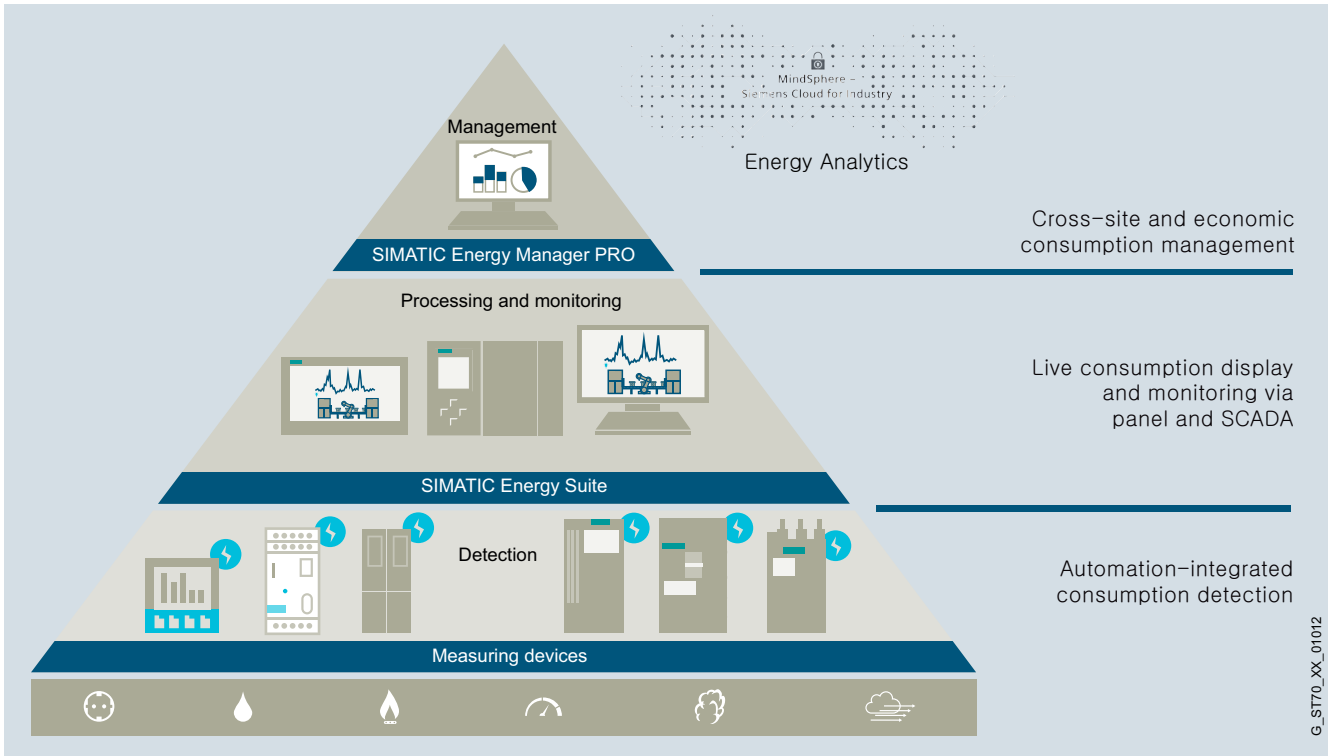 MindSphere –
Siemens Cloud for Industry
Energy Analytics
Management
SIMATIC Energy Manager PRO
Cross-site and economic
consumption management
Processing and monitoring
SIMATIC Energy Suite
Live consumption display
and monitoring via
panel and SCADA
Detection
Measuring devices
Automation-integrated
consumption detection
G_ST70_XX_01012